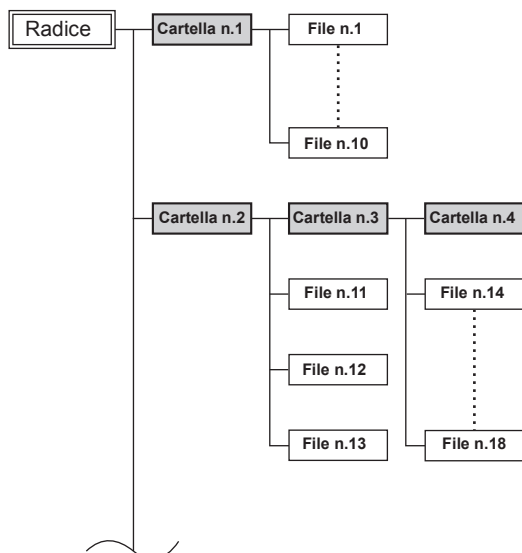 Radice
Cartella n.1
File n.1
File n.10
Cartella n.2
Cartella n.3
Cartella n.4
File n.11
File n.14
File n.12
File n.13
File n.18